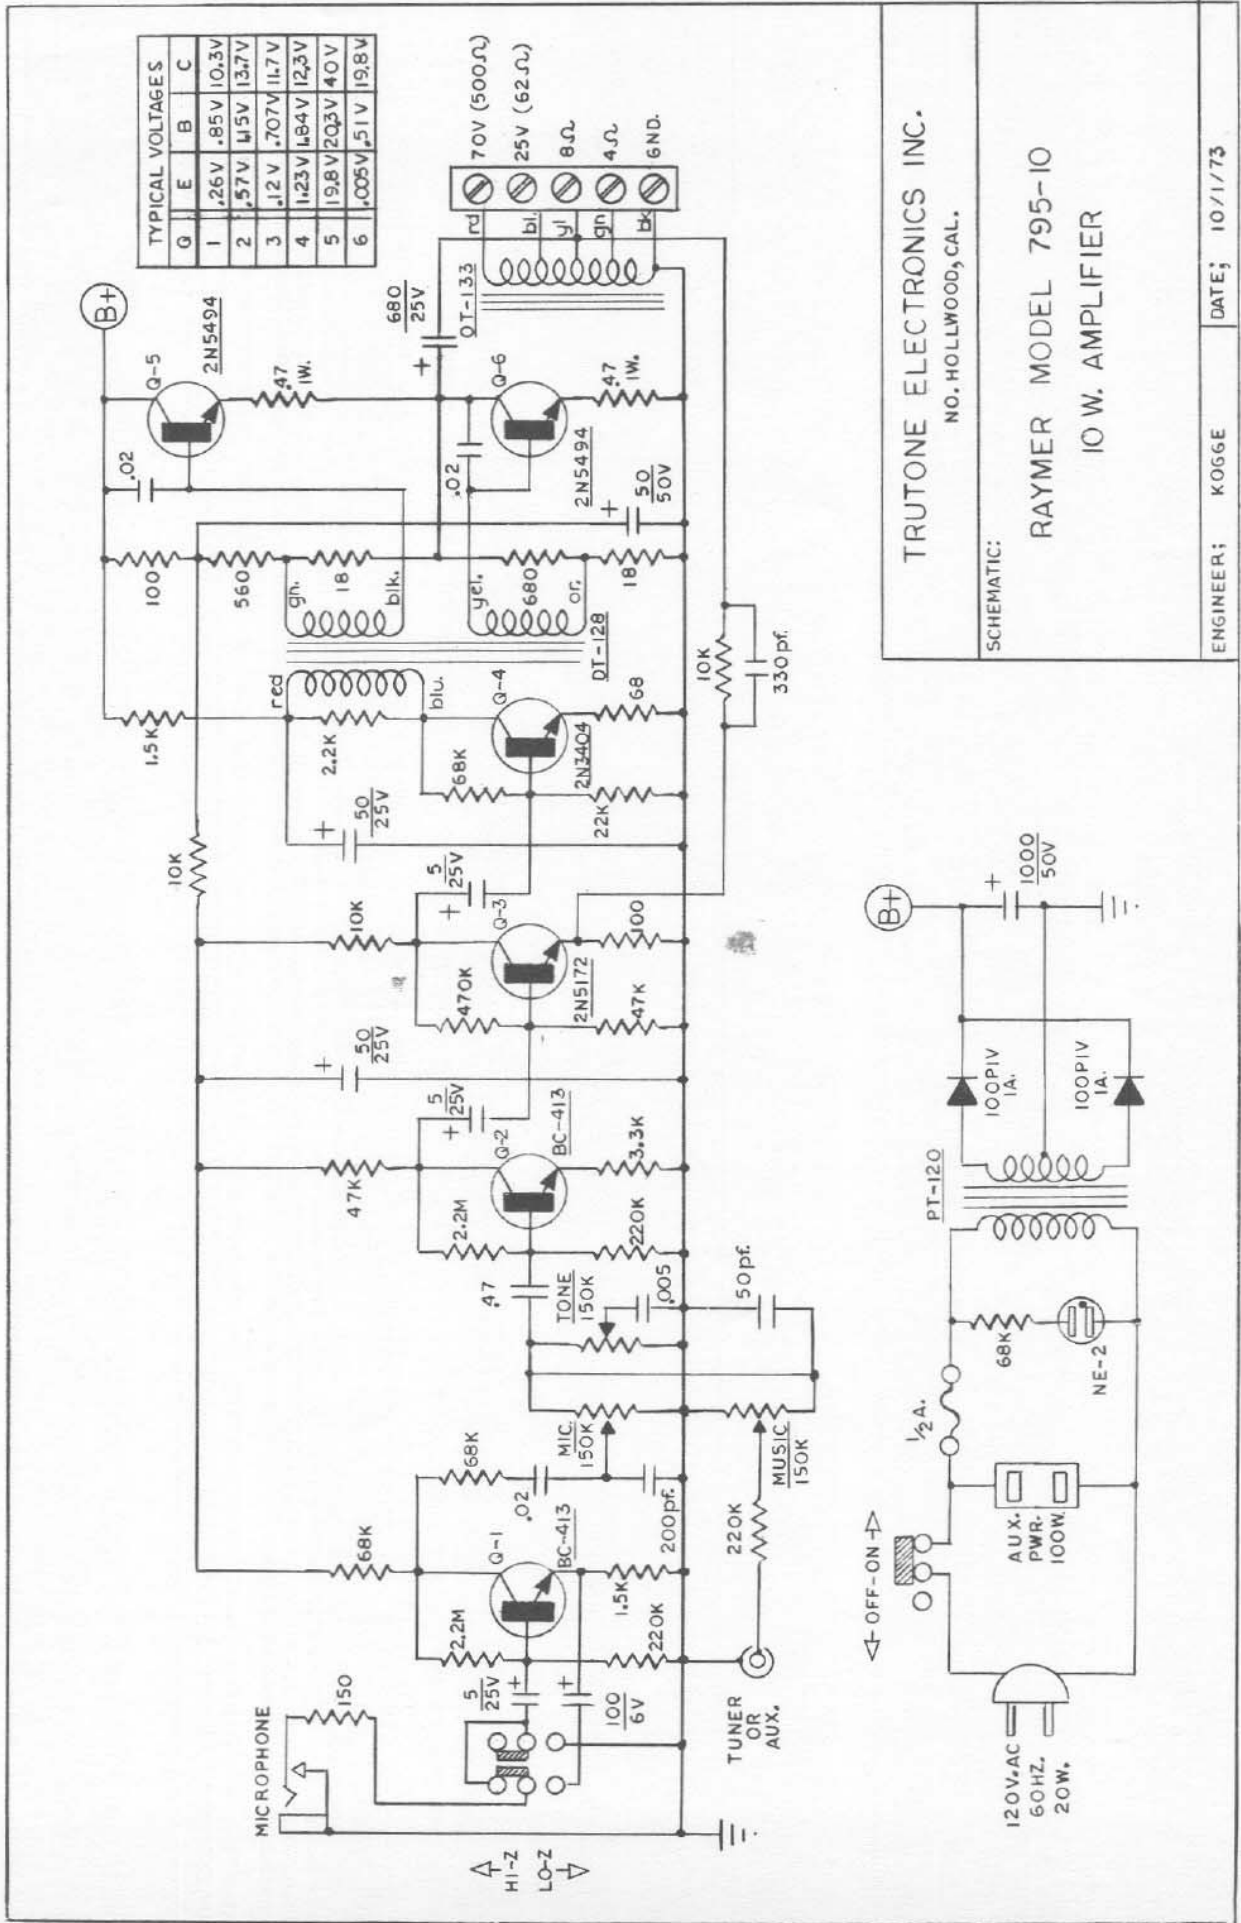 TYPICAL VOLTAGES
Q E B C
1 .26V .85V 10.3V
2 .57V 1.15V 13.7V
3 .12V .707V 11.7V
4 1.23V 1.84V 12.3V
5 19.8V 20.3V 40V
6 .005V .51V 19.8V
B+
Q-5
2N5494
.02
.47
1W.
100
560
gn.
18
blk.
yel.
680
or.
18
.02
Q-6
2N5494
.47
1W.
50
50V
680
25V
OT-133
rd
bl.
yl
gn
bk
70V (500Ω)
25V (62Ω)
8Ω
4Ω
GND.
1.5K
red
2.2K
blu.
DT-128
Q-4
2N3404
68
68K
22K
50
25V
10K
330pf.
10K
10K
5
25V
Q-3
2N5172
100
470K
47K
50
25V
47K
5
25V
Q-2
BC-413
3.3K
2.2M
220K
.47
TONE
150K
.005
50pf.
68K
MIC.
150K
.02
200pf.
MUSIC
150K
220K
68K
Q-1
BC-413
1.5K
2.2M
220K
5
25V
100
6V
MICROPHONE
150
HI-Z
LO-Z
TUNER
OR
AUX.
120V.AC
60HZ.
20W.
OFF-ON
AUX.
PWR.
100W.
1/2 A.
68K
NE-2
PT-120
100PIV
1A.
100PIV
1A.
B+
1000
50V
TRUTONE ELECTRONICS INC.
NO. HOLLWOOD, CAL.
SCHEMATIC:
RAYMER MODEL 795-10
10 W. AMPLIFIER
ENGINEER; KOGGE
DATE; 10/1/73